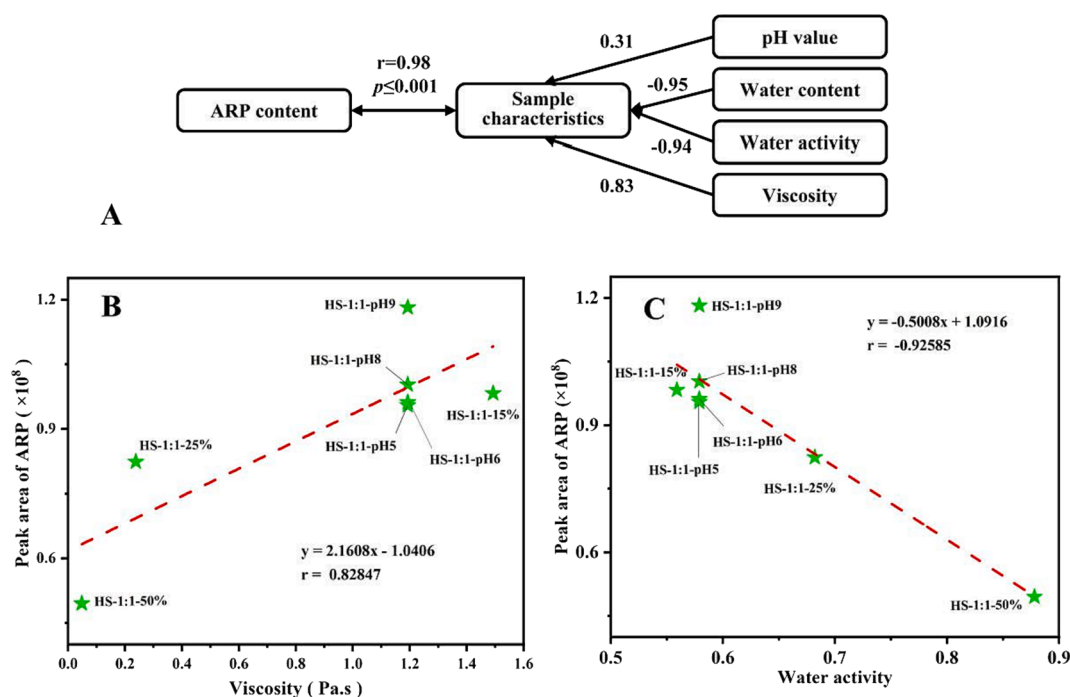 ARP content
r=0.98
p≤0.001
Sample
characteristics
0.31
-0.95
-0.94
0.83
pH value
Water content
Water activity
Viscosity
A
B
Peak area of ARP ( ×10⁸)
1.2
0.9
0.6
HS-1:1-pH9
HS-1:1-pH8
HS-1:1-15%
HS-1:1-pH5
HS-1:1-pH6
HS-1:1-25%
HS-1:1-50%
y = 2.1608x - 1.0406
r = 0.82847
0.0 0.2 0.4 0.6 0.8 1.0 1.2 1.4 1.6
Viscosity ( Pa.s )
C
Peak area of ARP (×10⁸)
1.2
0.9
0.6
HS-1:1-pH9
y = -0.5008x + 1.0916
r = -0.92585
HS-1:1-15%
HS-1:1-pH8
HS-1:1-pH6
HS-1:1-pH5
HS-1:1-25%
HS-1:1-50%
0.5 0.6 0.7 0.8 0.9
Water activity